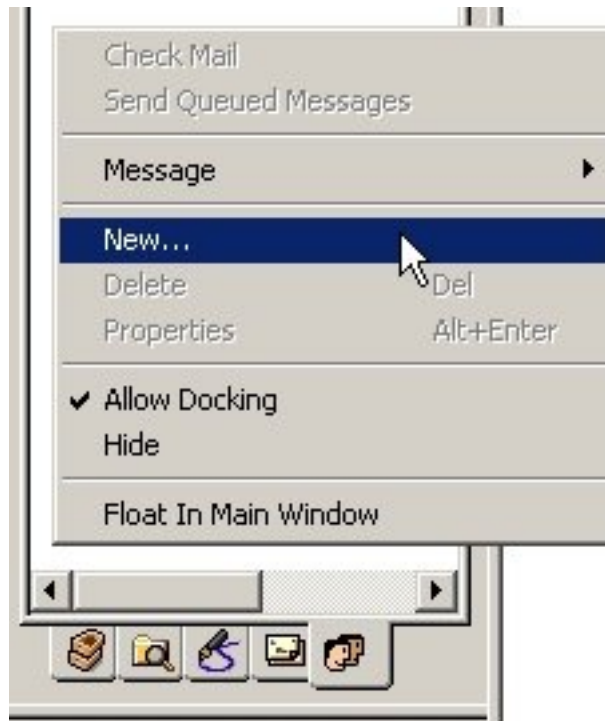 Check Mail
Send Queued Messages
Message
New...
Delete Del
Properties Alt+Enter
Allow Docking
Hide
Float In Main Window